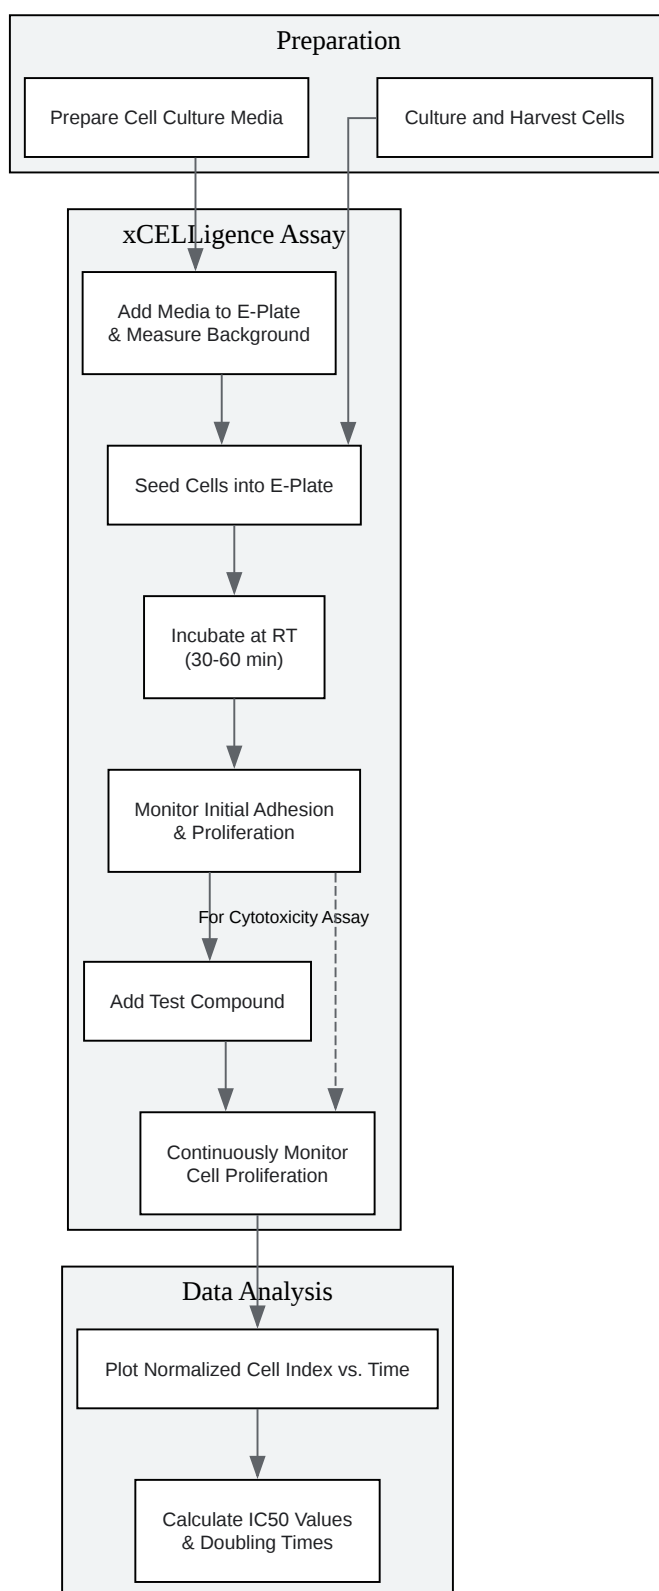 Preparation
Prepare Cell Culture Media
Culture and Harvest Cells
xCELLigence Assay
Add Media to E-Plate
& Measure Background
Seed Cells into E-Plate
Incubate at RT
(30-60 min)
Monitor Initial Adhesion
& Proliferation
For Cytotoxicity Assay
Add Test Compound
Continuously Monitor
Cell Proliferation
Data Analysis
Plot Normalized Cell Index vs. Time
Calculate IC50 Values
& Doubling Times